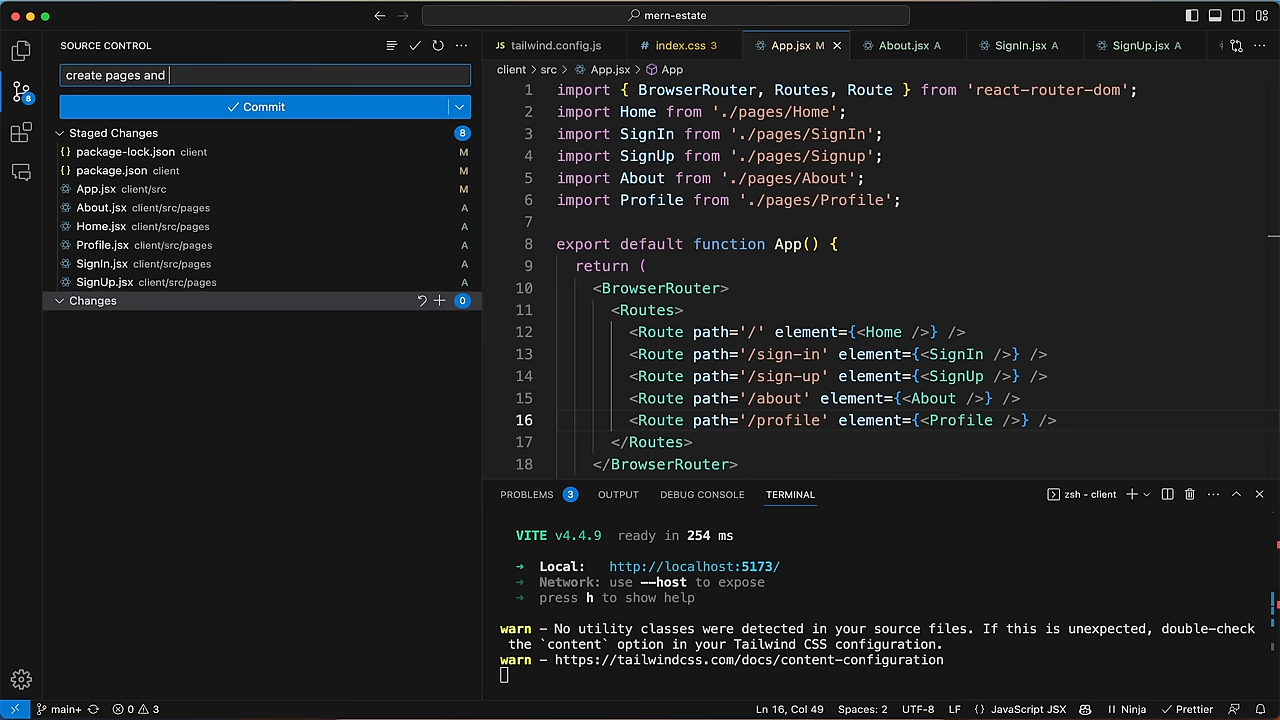 mern-estate
SOURCE CONTROL
create pages and
Commit
Staged Changes 8
package-lock.json client M
package.json client M
App.jsx client/src M
About.jsx client/src/pages A
Home.jsx client/src/pages A
Profile.jsx client/src/pages A
SignIn.jsx client/src/pages A
SignUp.jsx client/src/pages A
Changes 0
8
JS tailwind.config.js # index.css 3 App.jsx M About.jsx A SignIn.jsx A SignUp.jsx A
client > src > App.jsx > App
1 import { BrowserRouter, Routes, Route } from 'react-router-dom';
2 import Home from './pages/Home';
3 import SignIn from './pages/SignIn';
4 import SignUp from './pages/Signup';
5 import About from './pages/About';
6 import Profile from './pages/Profile';
7
8 export default function App() {
9 return (
10 <BrowserRouter>
11 <Routes>
12 <Route path='/' element={<Home />} />
13 <Route path='/sign-in' element={<SignIn />} />
14 <Route path='/sign-up' element={<SignUp />} />
15 <Route path='/about' element={<About />} />
16 <Route path='/profile' element={<Profile />} />
17 </Routes>
18 </BrowserRouter>
PROBLEMS 3 OUTPUT DEBUG CONSOLE TERMINAL zsh - client
VITE v4.4.9 ready in 254 ms
➜ Local: http://localhost:5173/
➜ Network: use --host to expose
➜ press h to show help
warn - No utility classes were detected in your source files. If this is unexpected, double-check
the `content` option in your Tailwind CSS configuration.
warn - https://tailwindcss.com/docs/content-configuration
main+ 0 3 Ln 16, Col 49 Spaces: 2 UTF-8 LF {} JavaScript JSX Ninja Prettier